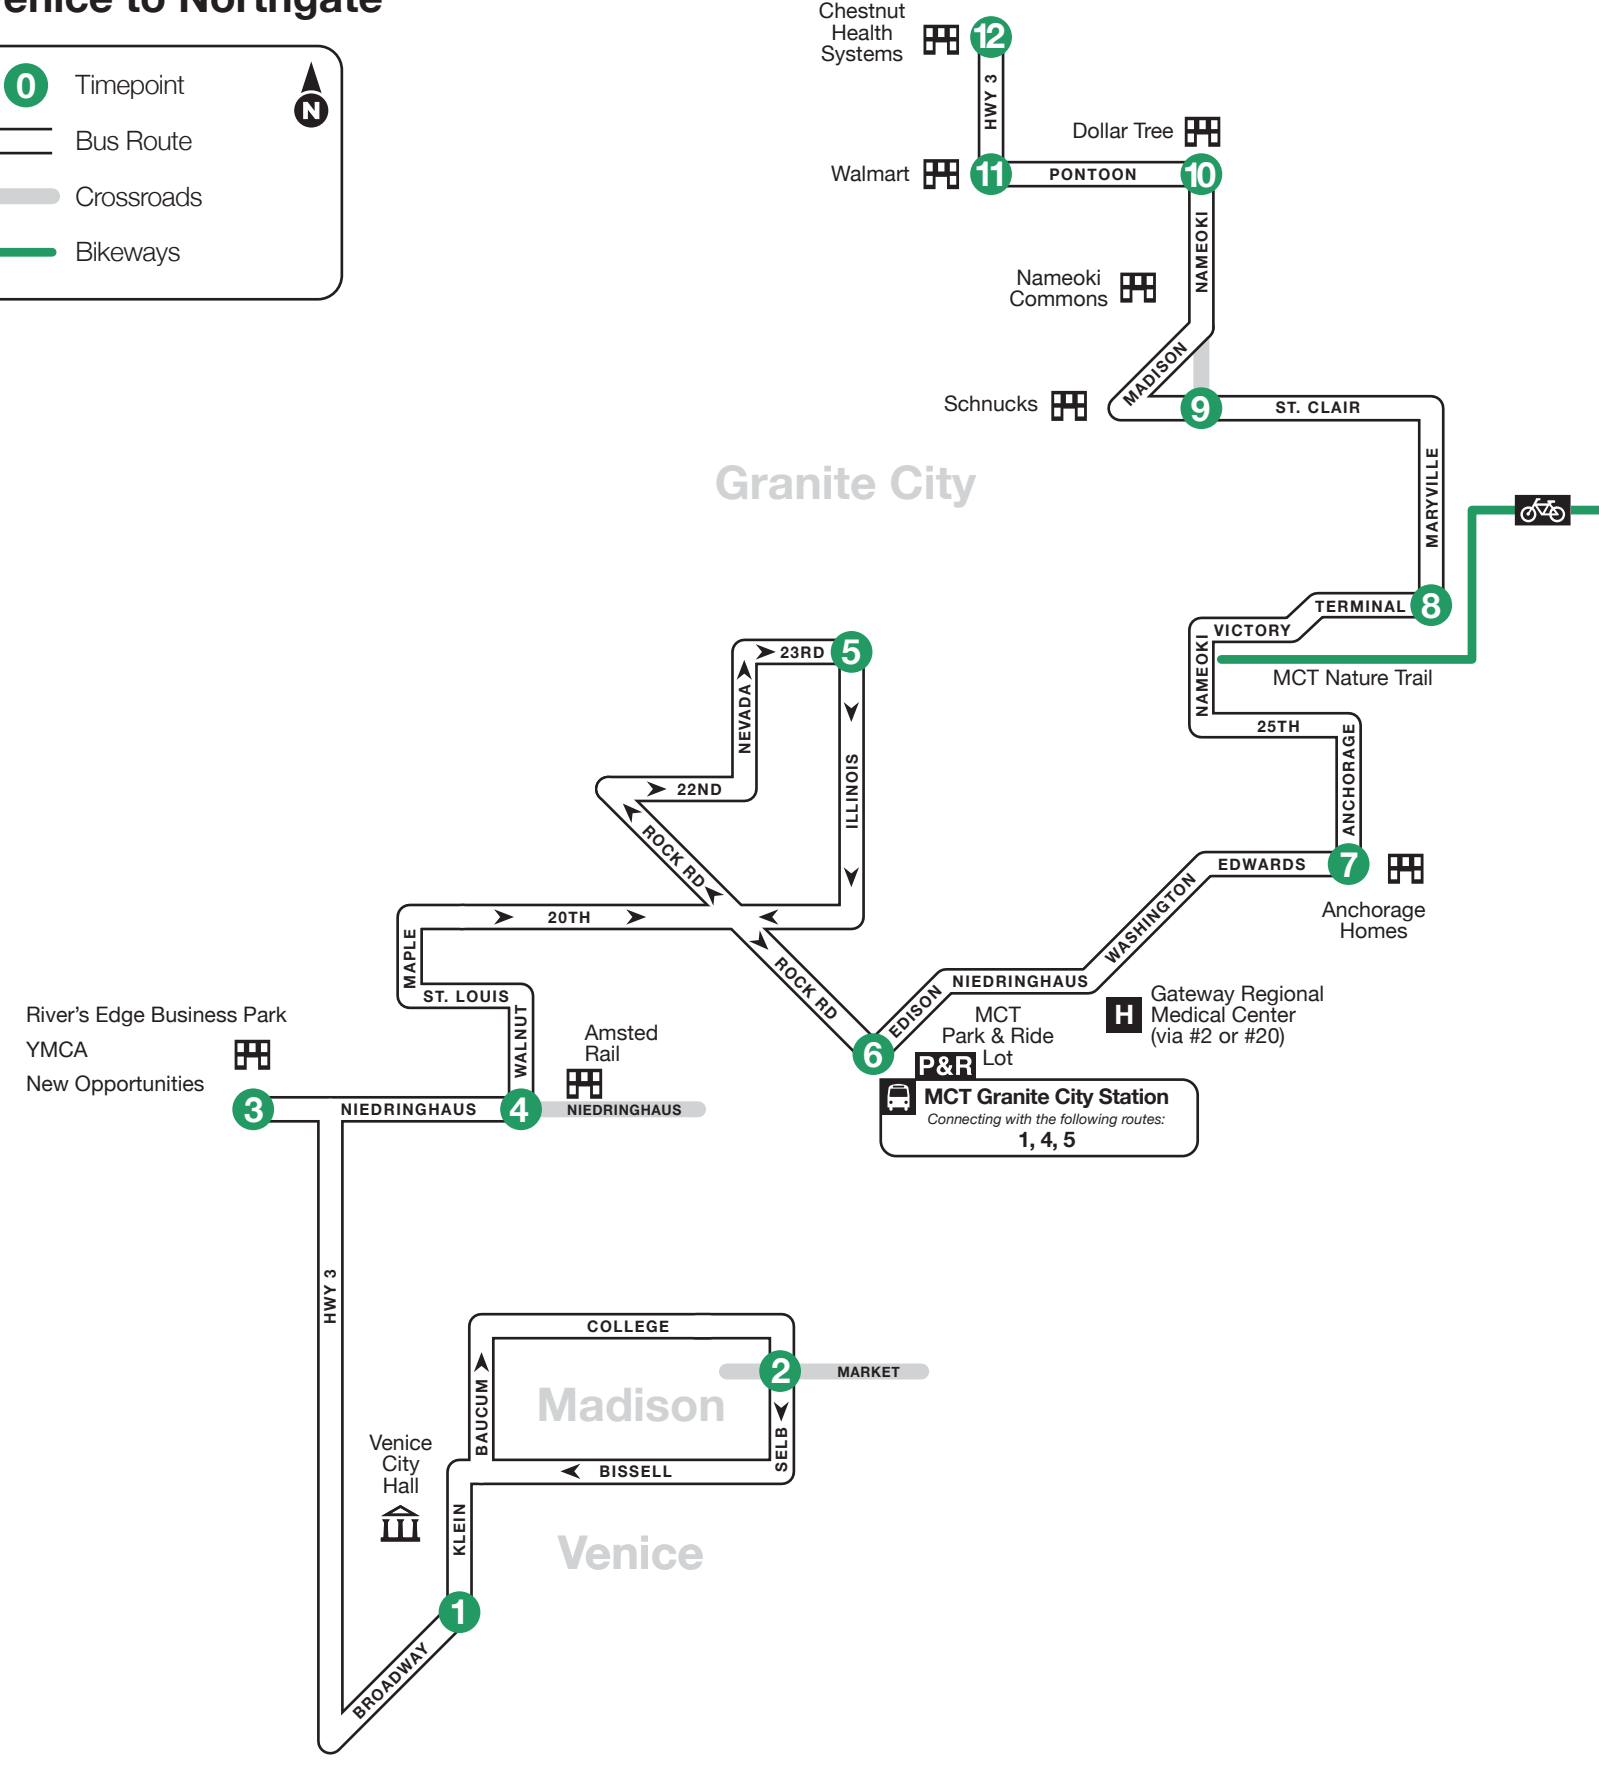 enice to Northgate
0 Timepoint
N
Bus Route
Crossroads
Bikeways
Chestnut
Health
Systems
12
HWY 3
Dollar Tree
Walmart
11
PONTOON
10
NAMEOKI
Nameoki
Commons
MADISON
Schnucks
9
ST. CLAIR
Granite City
MARYVILLE
TERMINAL
8
VICTORY
NAMEOKI
MCT Nature Trail
25TH
ANCHORAGE
5
23RD
NEVADA
22ND
ILLINOIS
ROCK RD
EDWARDS
7
Anchorage
Homes
WASHINGTON
20TH
MAPLE
ST. LOUIS
WALNUT
ROCK RD
EDISON
NIEDRINGHAUS
H
Gateway Regional
Medical Center
(via #2 or #20)
MCT
Park & Ride
Lot
6
P&R
MCT Granite City Station
Connecting with the following routes:
1, 4, 5
River's Edge Business Park
YMCA
New Opportunities
Amsted
Rail
3
NIEDRINGHAUS
4
NIEDRINGHAUS
HWY 3
COLLEGE
2
MARKET
Madison
BAUCUM
SELB
BISSELL
Venice
City
Hall
KLEIN
Venice
1
BROADWAY